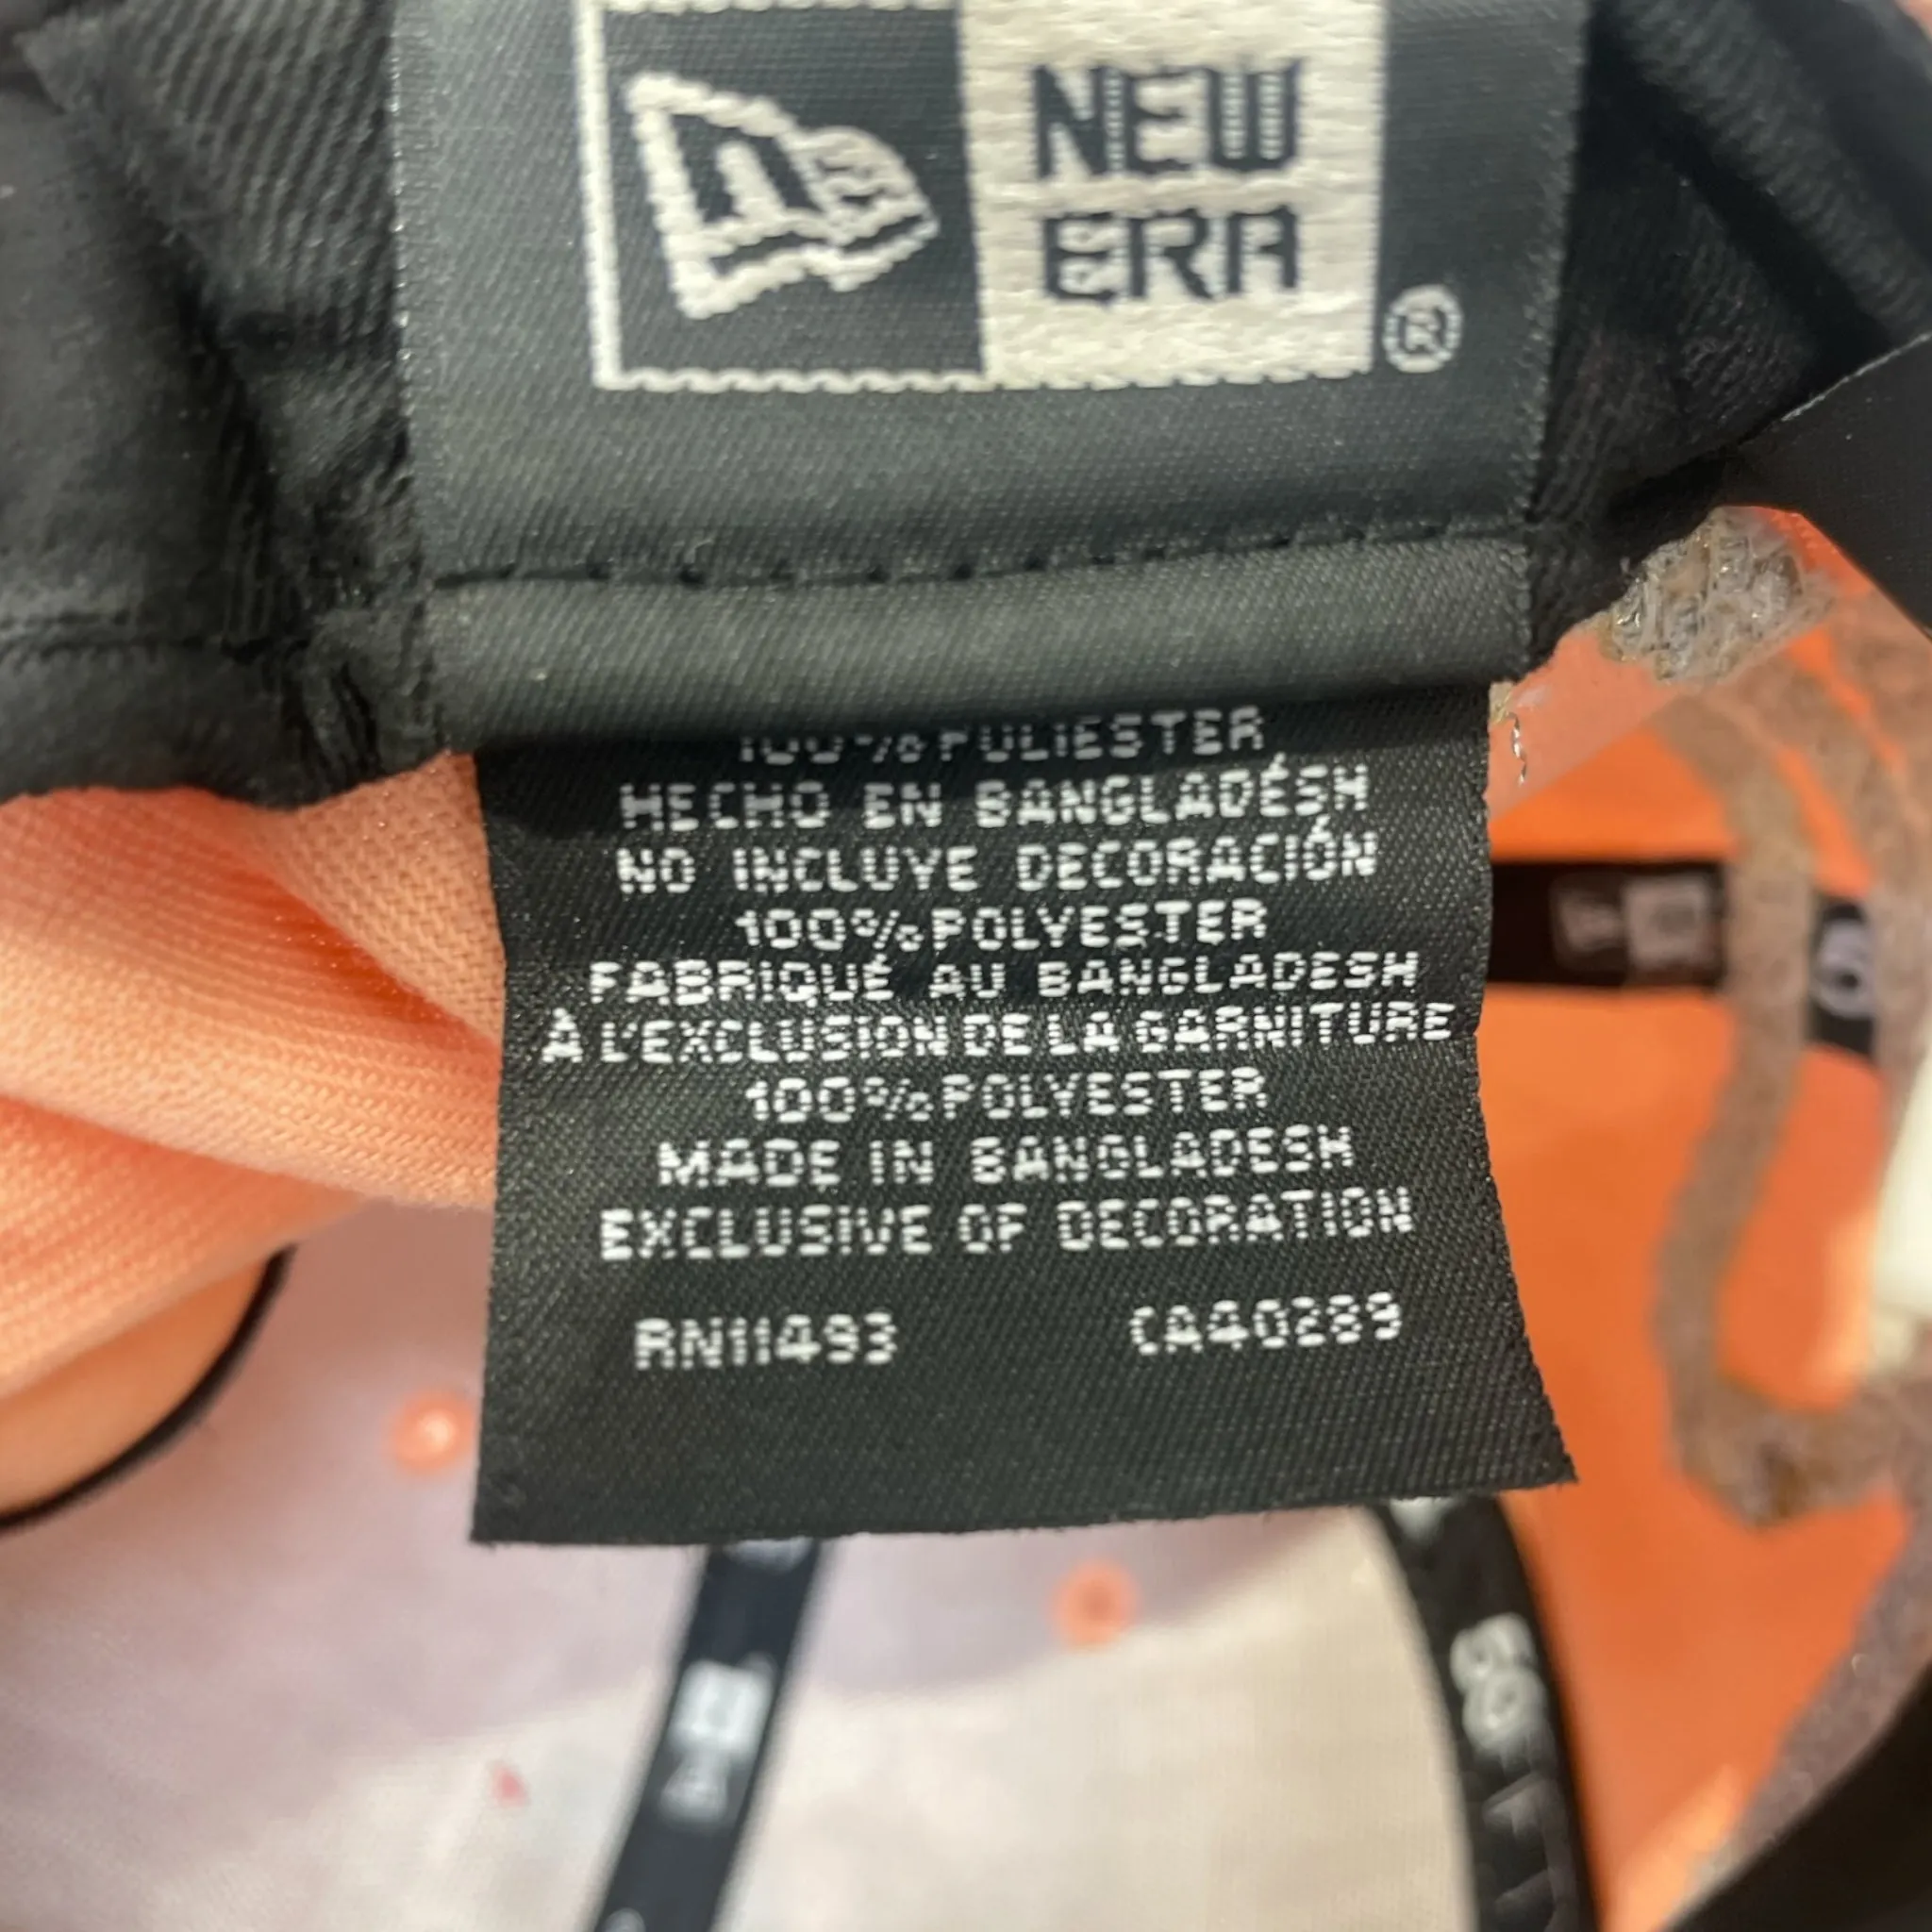 NEW
ERA
®
100% POLIESTER
HECHO EN BANGLADÉSH
NO INCLUYE DECORACIÓN
100% POLYESTER
FABRIQUÉ AU BANGLADESH
À L'EXCLUSION DE LA GARNITURE
100% POLYESTER
MADE IN BANGLADESH
EXCLUSIVE OF DECORATION
RN11493 CA40289